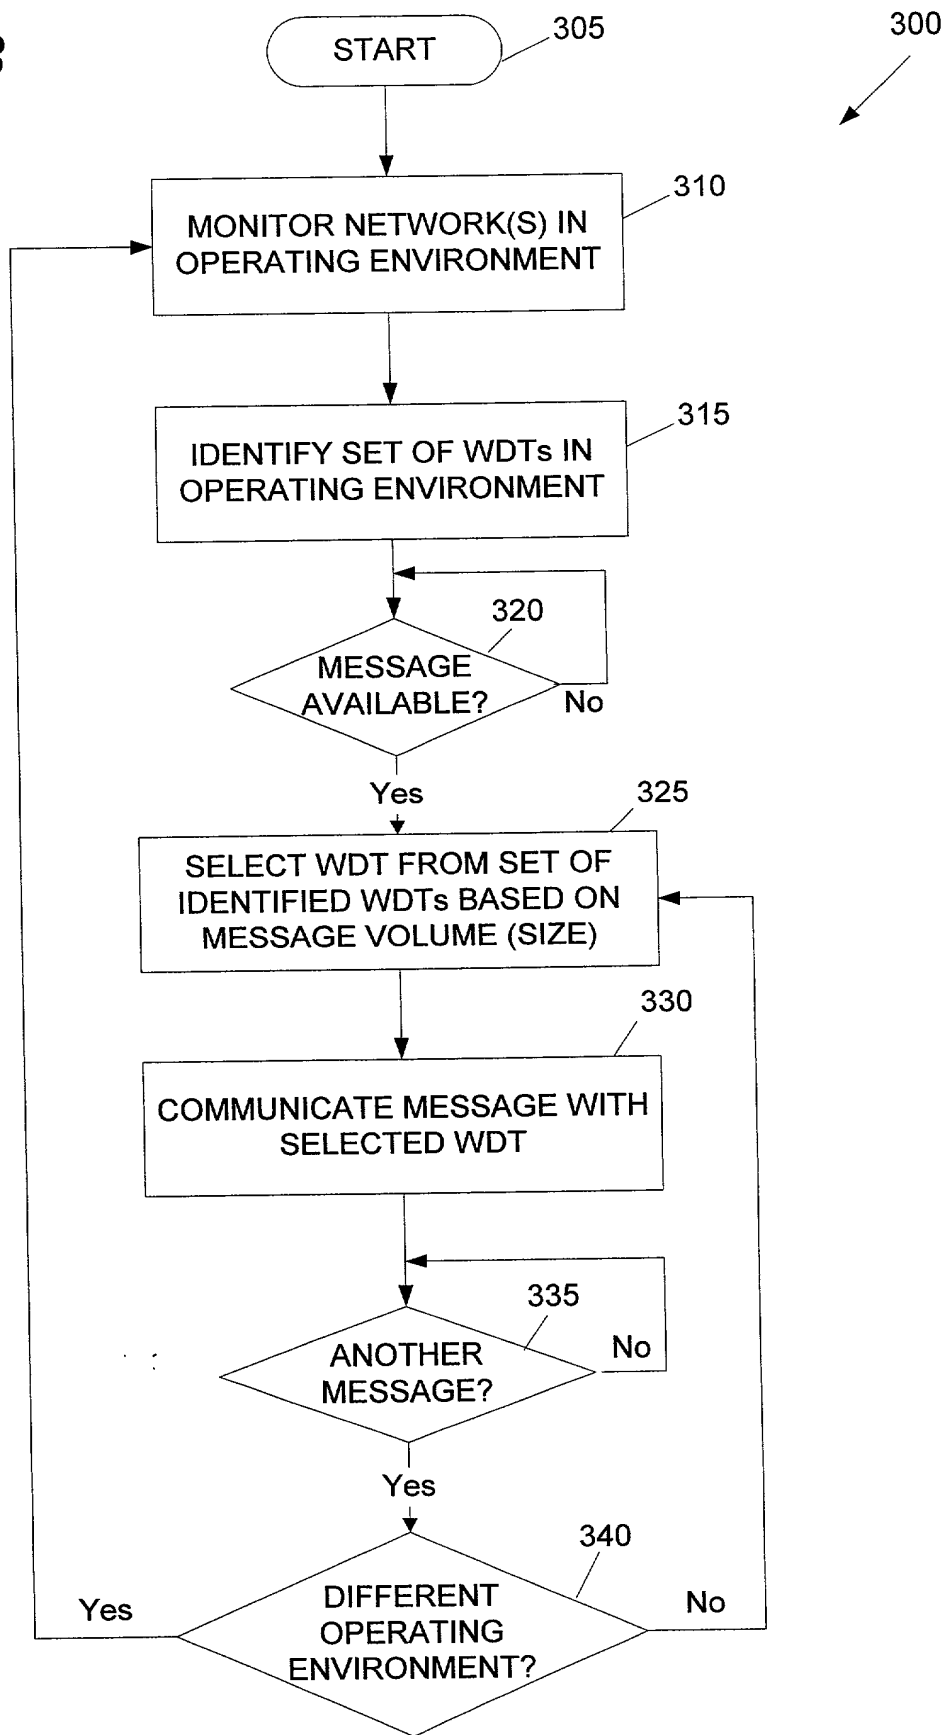 START
305
300
310
MONITOR NETWORK(S) IN
OPERATING ENVIRONMENT
315
IDENTIFY SET OF WDTs IN
OPERATING ENVIRONMENT
320
MESSAGE
AVAILABLE?
No
Yes
325
SELECT WDT FROM SET OF
IDENTIFIED WDTs BASED ON
MESSAGE VOLUME (SIZE)
330
COMMUNICATE MESSAGE WITH
SELECTED WDT
335
ANOTHER
MESSAGE?
No
Yes
340
DIFFERENT
OPERATING
ENVIRONMENT?
Yes
No